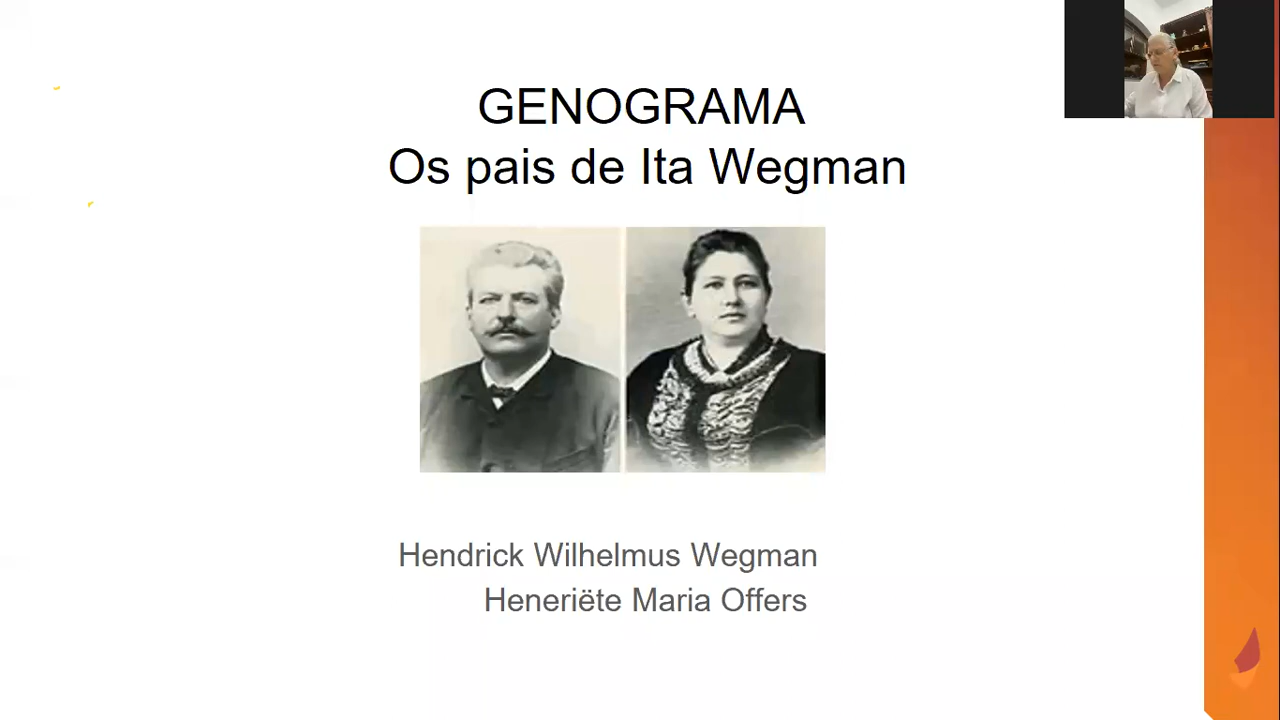 GENOGRAMA
Os pais de Ita Wegman
Hendrick Wilhelmus Wegman
Heneriëte Maria Offers